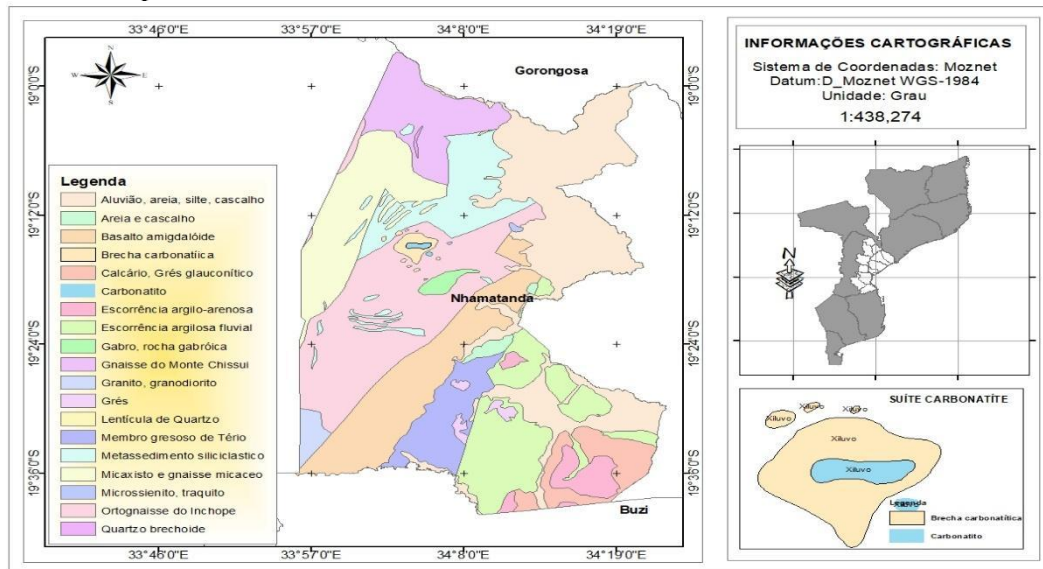 33°46'0"E 33°57'0"E 34°8'0"E 34°19'0"E
N
W E
S
Gorongosa
19°0'0"S 19°0'0"S
19°12'0"S 19°12'0"S
19°24'0"S 19°24'0"S
19°36'0"S 19°36'0"S
Nhamatanda
Buzi
Legenda
Aluvião, areia, silte, cascalho
Areia e cascalho
Basalto amigdalóide
Brecha carbonatíica
Calcário, Grés glauconítico
Carbonatito
Escorrência argilo-arenosa
Escorrência argilosa fluvial
Gabro, rocha gabróica
Gnaisse do Monte Chissui
Granito, granodiorito
Grés
Lentícula de Quartzo
Membro gresoso de Tério
Metassedimento siliciclastico
Micaxisto e gnaisse micaceo
Microssienito, traquito
Ortognaisse do Inchope
Quartzo brechoide
33°46'0"E 33°57'0"E 34°8'0"E 34°19'0"E
INFORMAÇÕES CARTOGRÁFICAS
Sistema de Coordenadas: Moznet
Datum:D_Moznet WGS-1984
Unidade: Grau
1:438,274
N
SUÍTE CARBONATÍTE
Xiluvo Xiluvo Xiluvo
Xiluvo
Xiluvo
Legenda
Brecha carbonatítica
Carbonatito